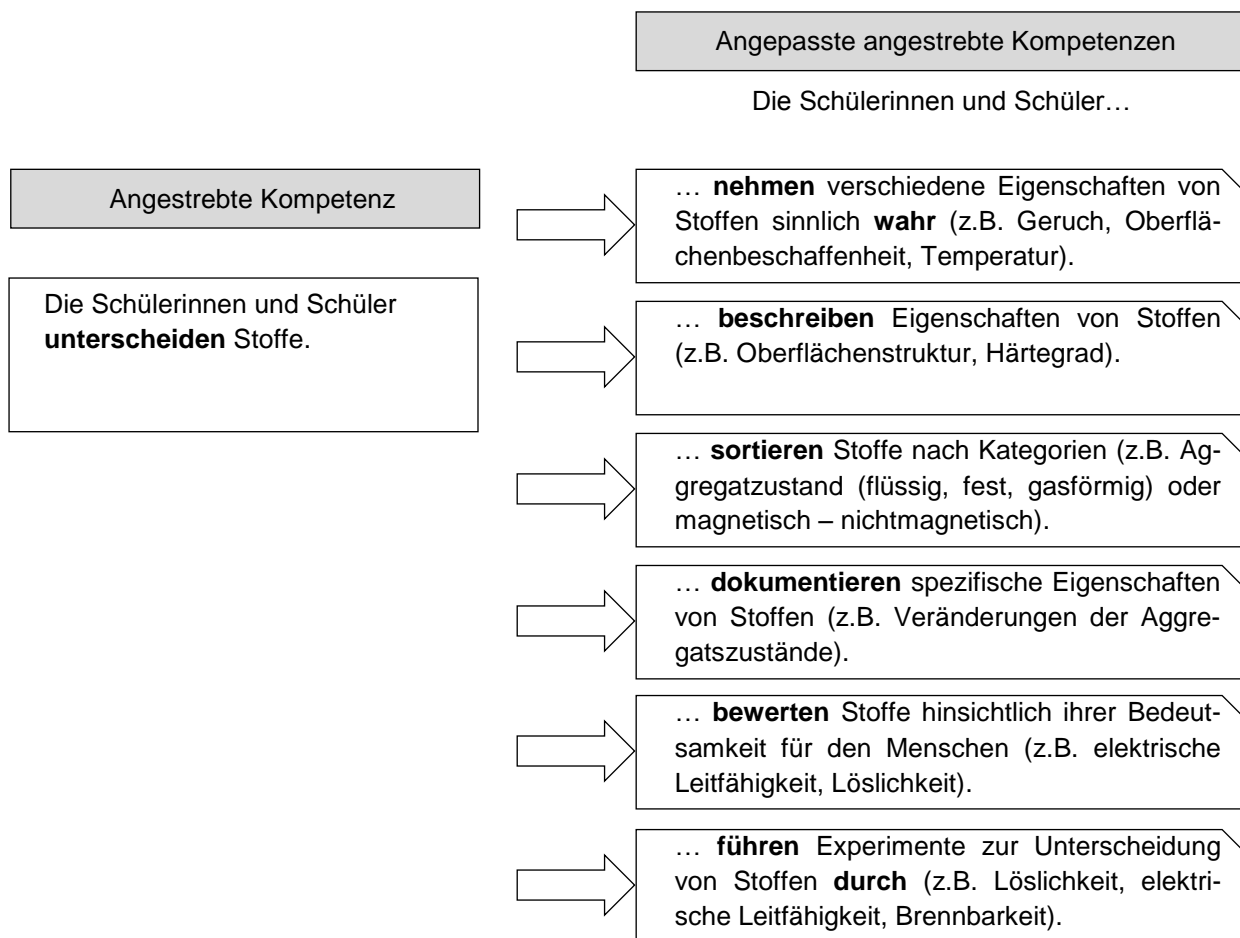 Angepasste angestrebte Kompetenzen
Die Schülerinnen und Schüler…
Angestrebte Kompetenz
Die Schülerinnen und Schüler
unterscheiden Stoffe.
… nehmen verschiedene Eigenschaften von
Stoffen sinnlich wahr (z.B. Geruch, Oberflä-
chenbeschaffenheit, Temperatur).
… beschreiben Eigenschaften von Stoffen
(z.B. Oberflächenstruktur, Härtegrad).
… sortieren Stoffe nach Kategorien (z.B. Ag-
gregatzustand (flüssig, fest, gasförmig) oder
magnetisch – nichtmagnetisch).
… dokumentieren spezifische Eigenschaften
von Stoffen (z.B. Veränderungen der Aggre-
gatszustände).
… bewerten Stoffe hinsichtlich ihrer Bedeut-
samkeit für den Menschen (z.B. elektrische
Leitfähigkeit, Löslichkeit).
… führen Experimente zur Unterscheidung
von Stoffen durch (z.B. Löslichkeit, elektri-
sche Leitfähigkeit, Brennbarkeit).